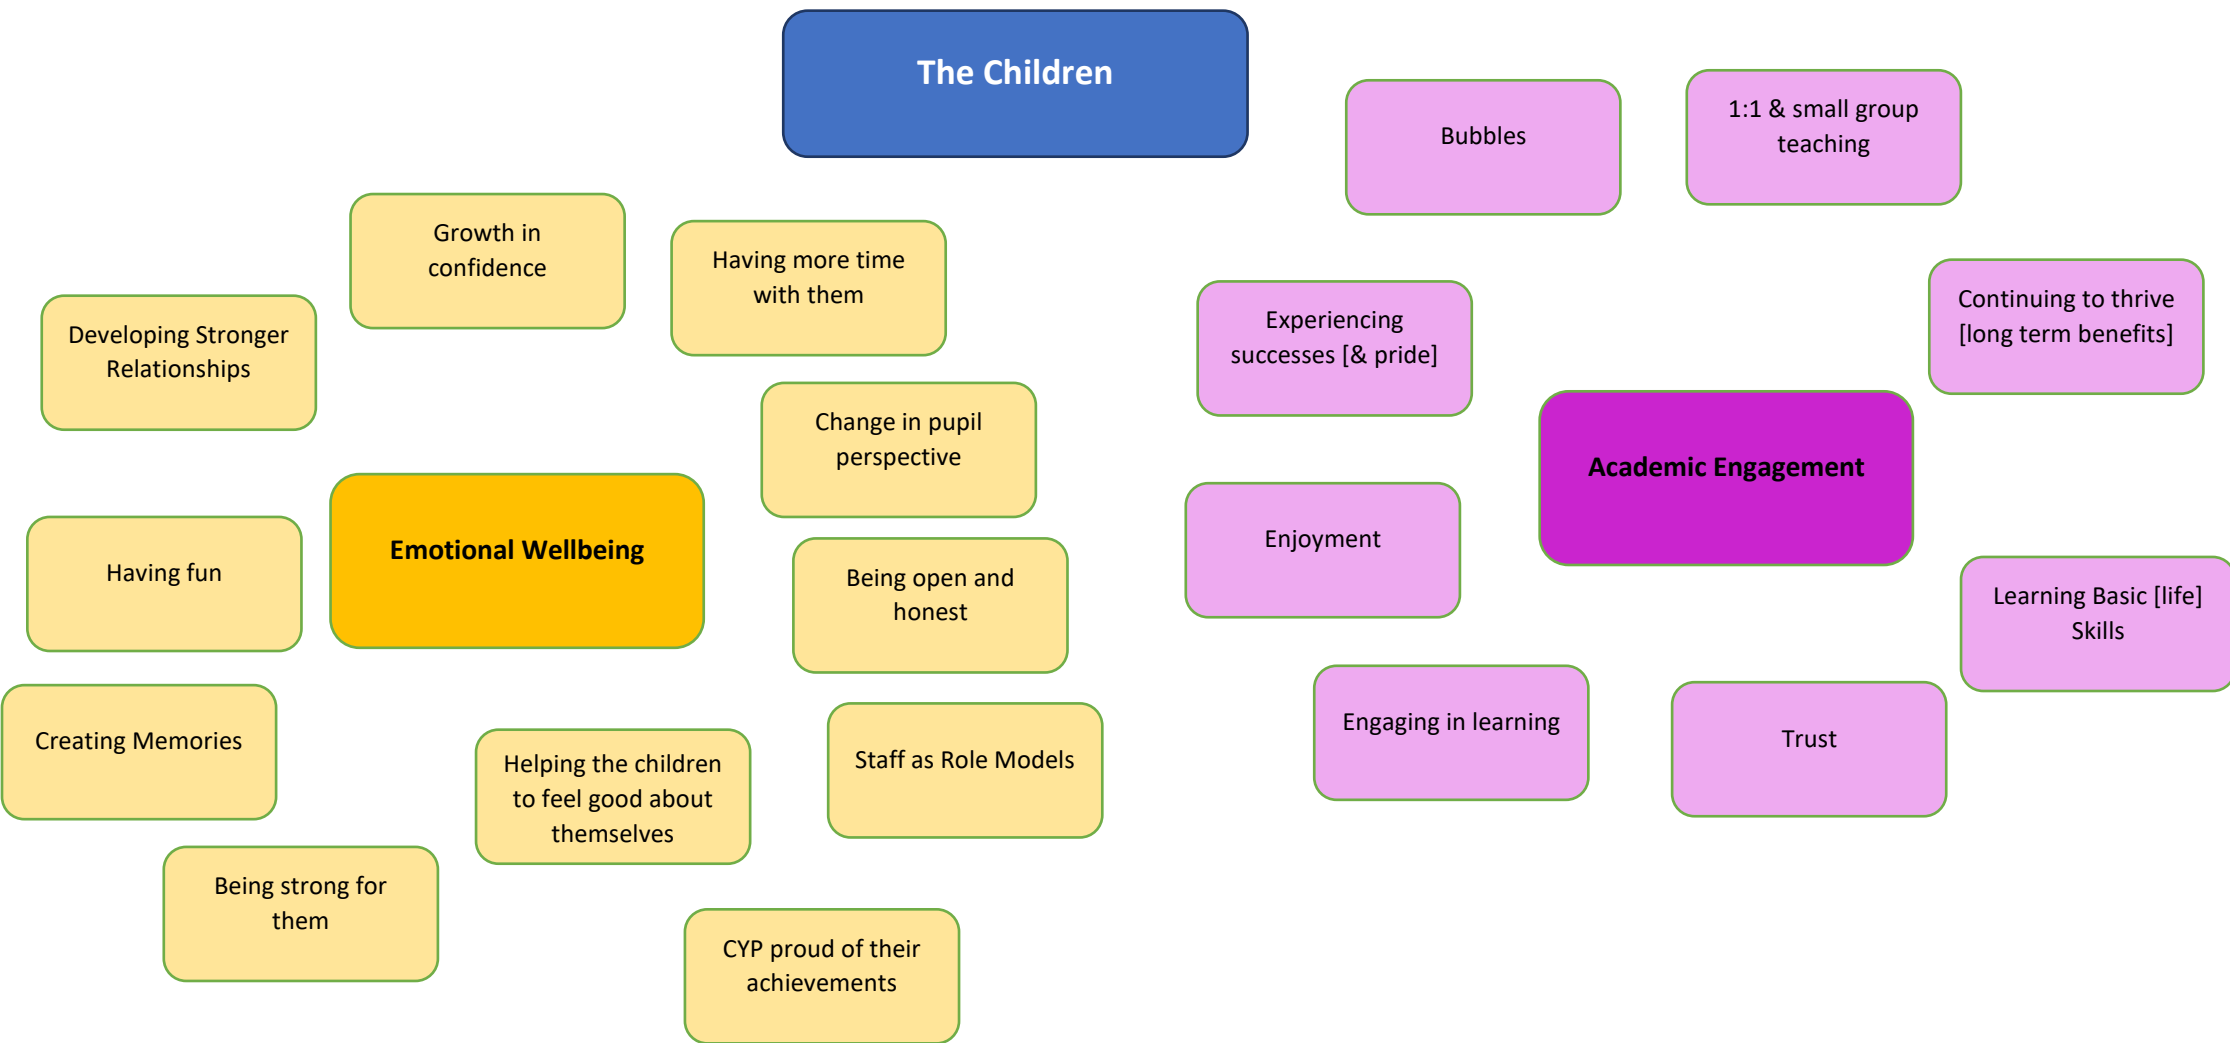 The Children
Growth in
confidence
Having more time
with them
Developing Stronger
Relationships
Change in pupil
perspective
Emotional Wellbeing
Having fun
Being open and
honest
Creating Memories
Helping the children
to feel good about
themselves
Staff as Role Models
Being strong for
them
CYP proud of their
achievements
Bubbles
1:1 & small group
teaching
Experiencing
successes [& pride]
Continuing to thrive
[long term benefits]
Academic Engagement
Enjoyment
Learning Basic [life]
Skills
Engaging in learning
Trust